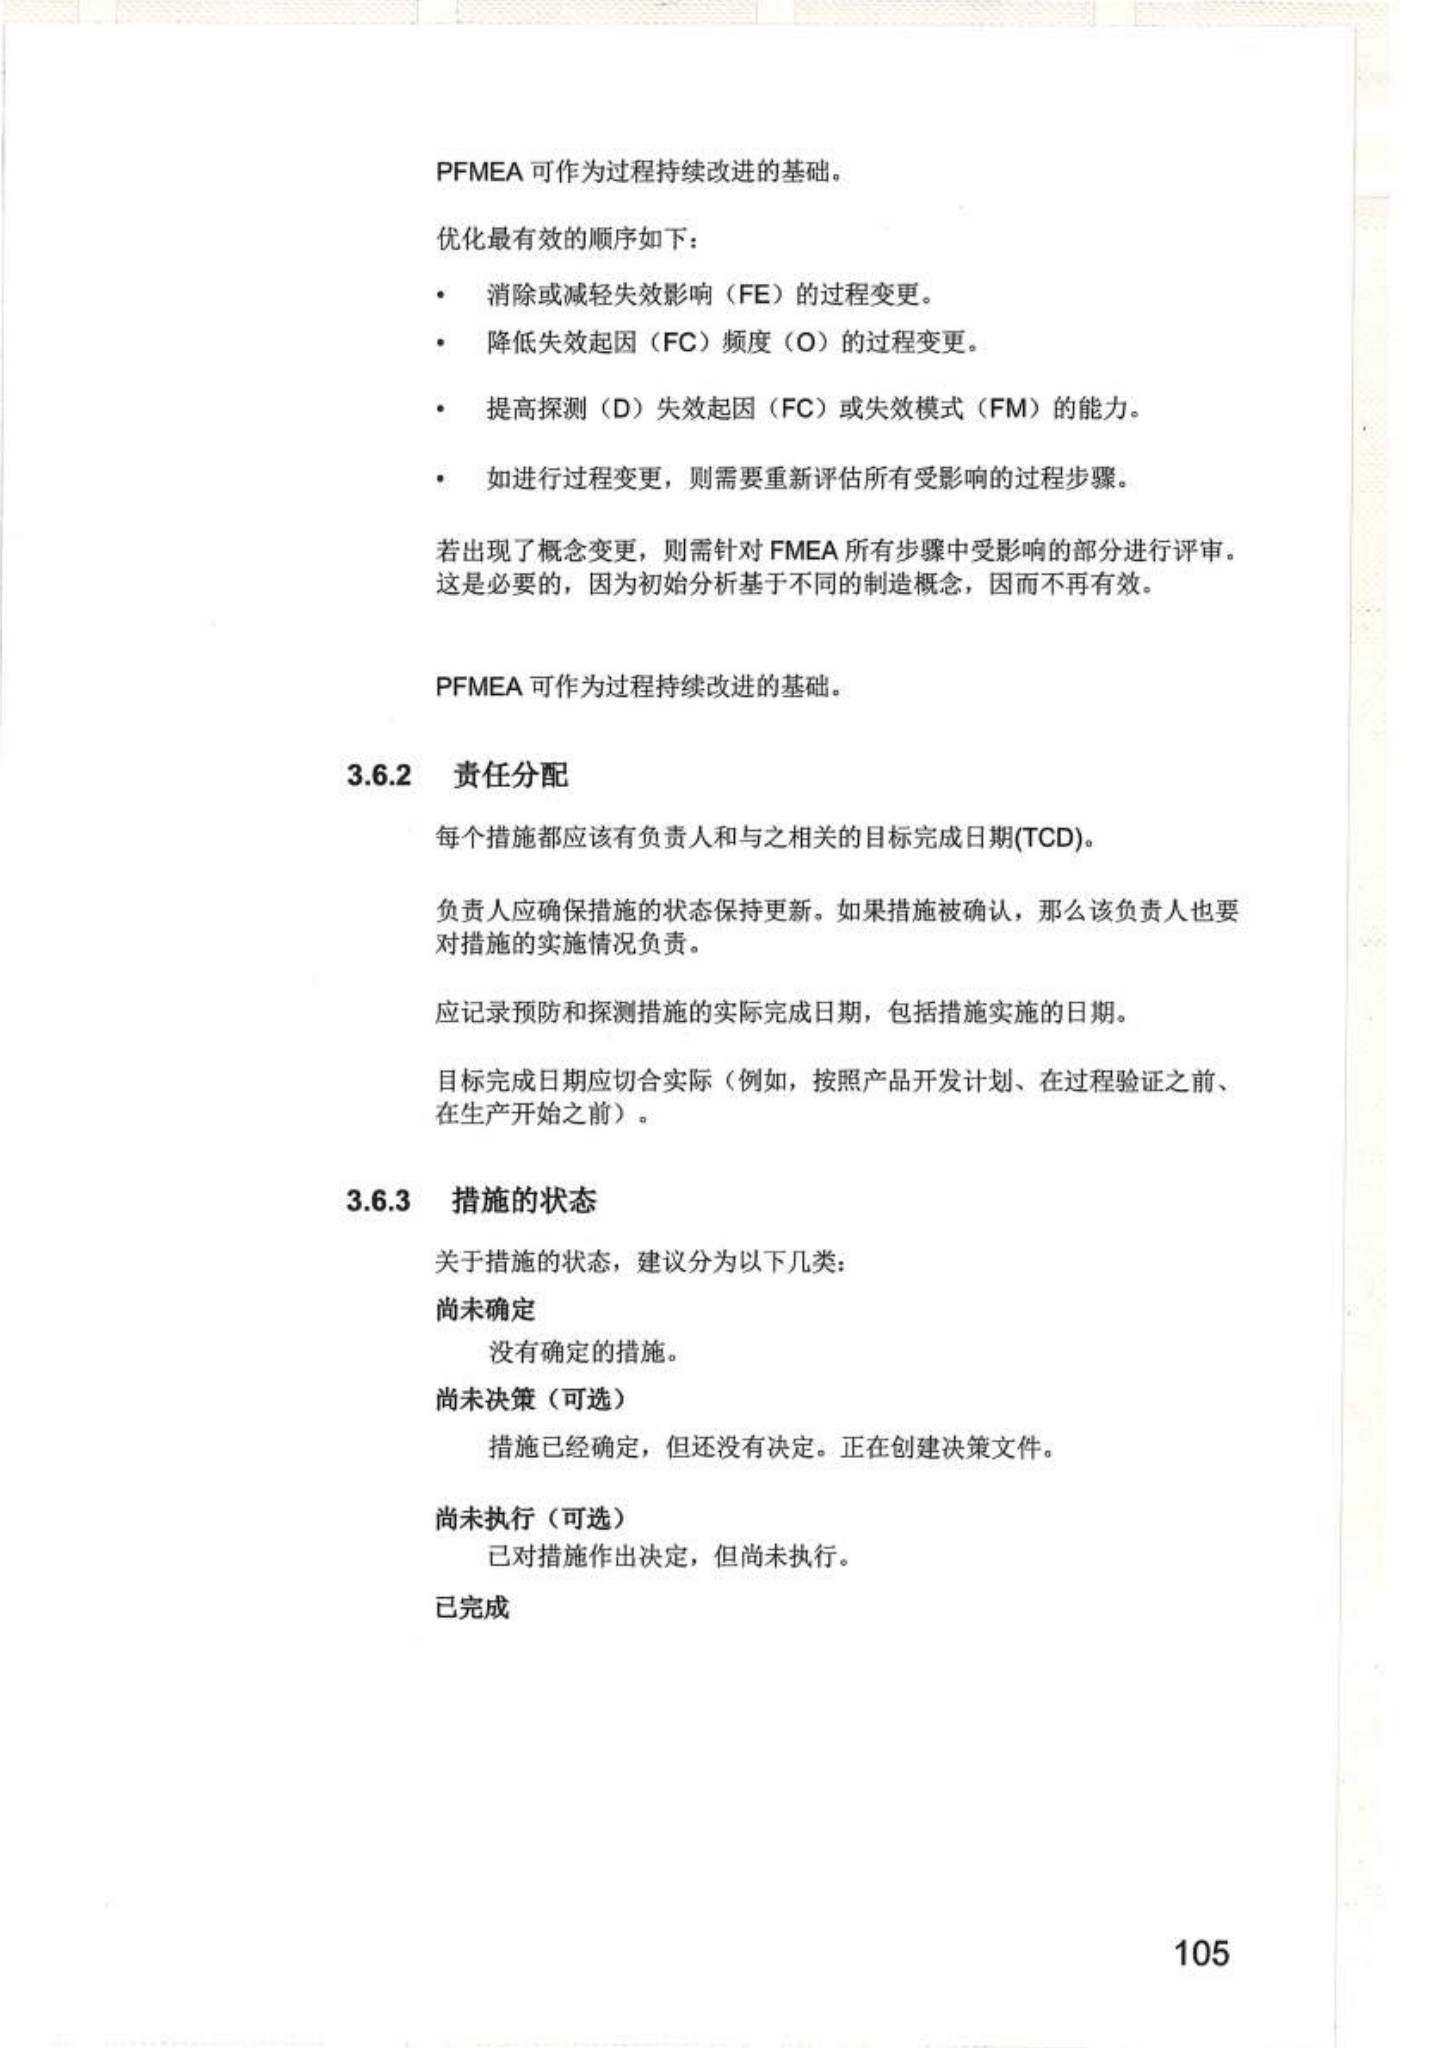 PFMEA 可作为过程持续改进的基础。
优化最有效的顺序如下：
• 消除或减轻失效影响（FE）的过程变更。
• 降低失效起因（FC）频度（O）的过程变更。
• 提高探测（D）失效起因（FC）或失效模式（FM）的能力。
• 如进行过程变更，则需要重新评估所有受影响的过程步骤。
若出现了概念变更，则需针对 FMEA 所有步骤中受影响的部分进行评审。
这是必要的，因为初始分析基于不同的制造概念，因而不再有效。
PFMEA 可作为过程持续改进的基础。
3.6.2 责任分配
每个措施都应该有负责人和与之相关的目标完成日期(TCD)。
负责人应确保措施的状态保持更新。如果措施被确认，那么该负责人也要
对措施的实施情况负责。
应记录预防和探测措施的实际完成日期，包括措施实施的日期。
目标完成日期应切合实际（例如，按照产品开发计划、在过程验证之前、
在生产开始之前）。
3.6.3 措施的状态
关于措施的状态，建议分为以下几类：
尚未确定
没有确定的措施。
尚未决策（可选）
措施已经确定，但还没有决定。正在创建决策文件。
尚未执行（可选）
已对措施作出决定，但尚未执行。
已完成
105